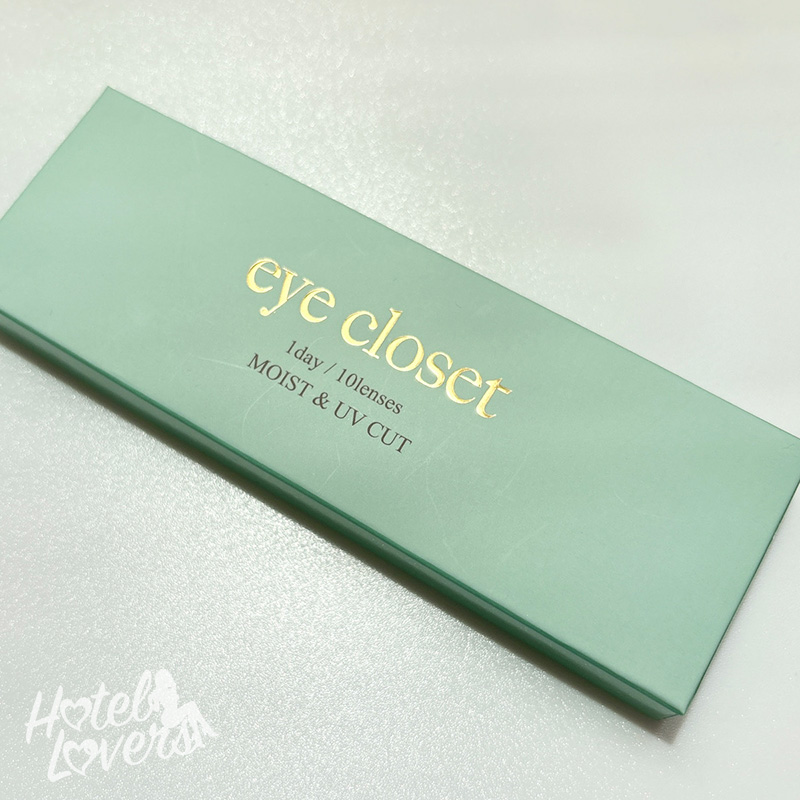 eye closet
1day / 10lenses
MOIST & UV CUT
Hotel
Lovers